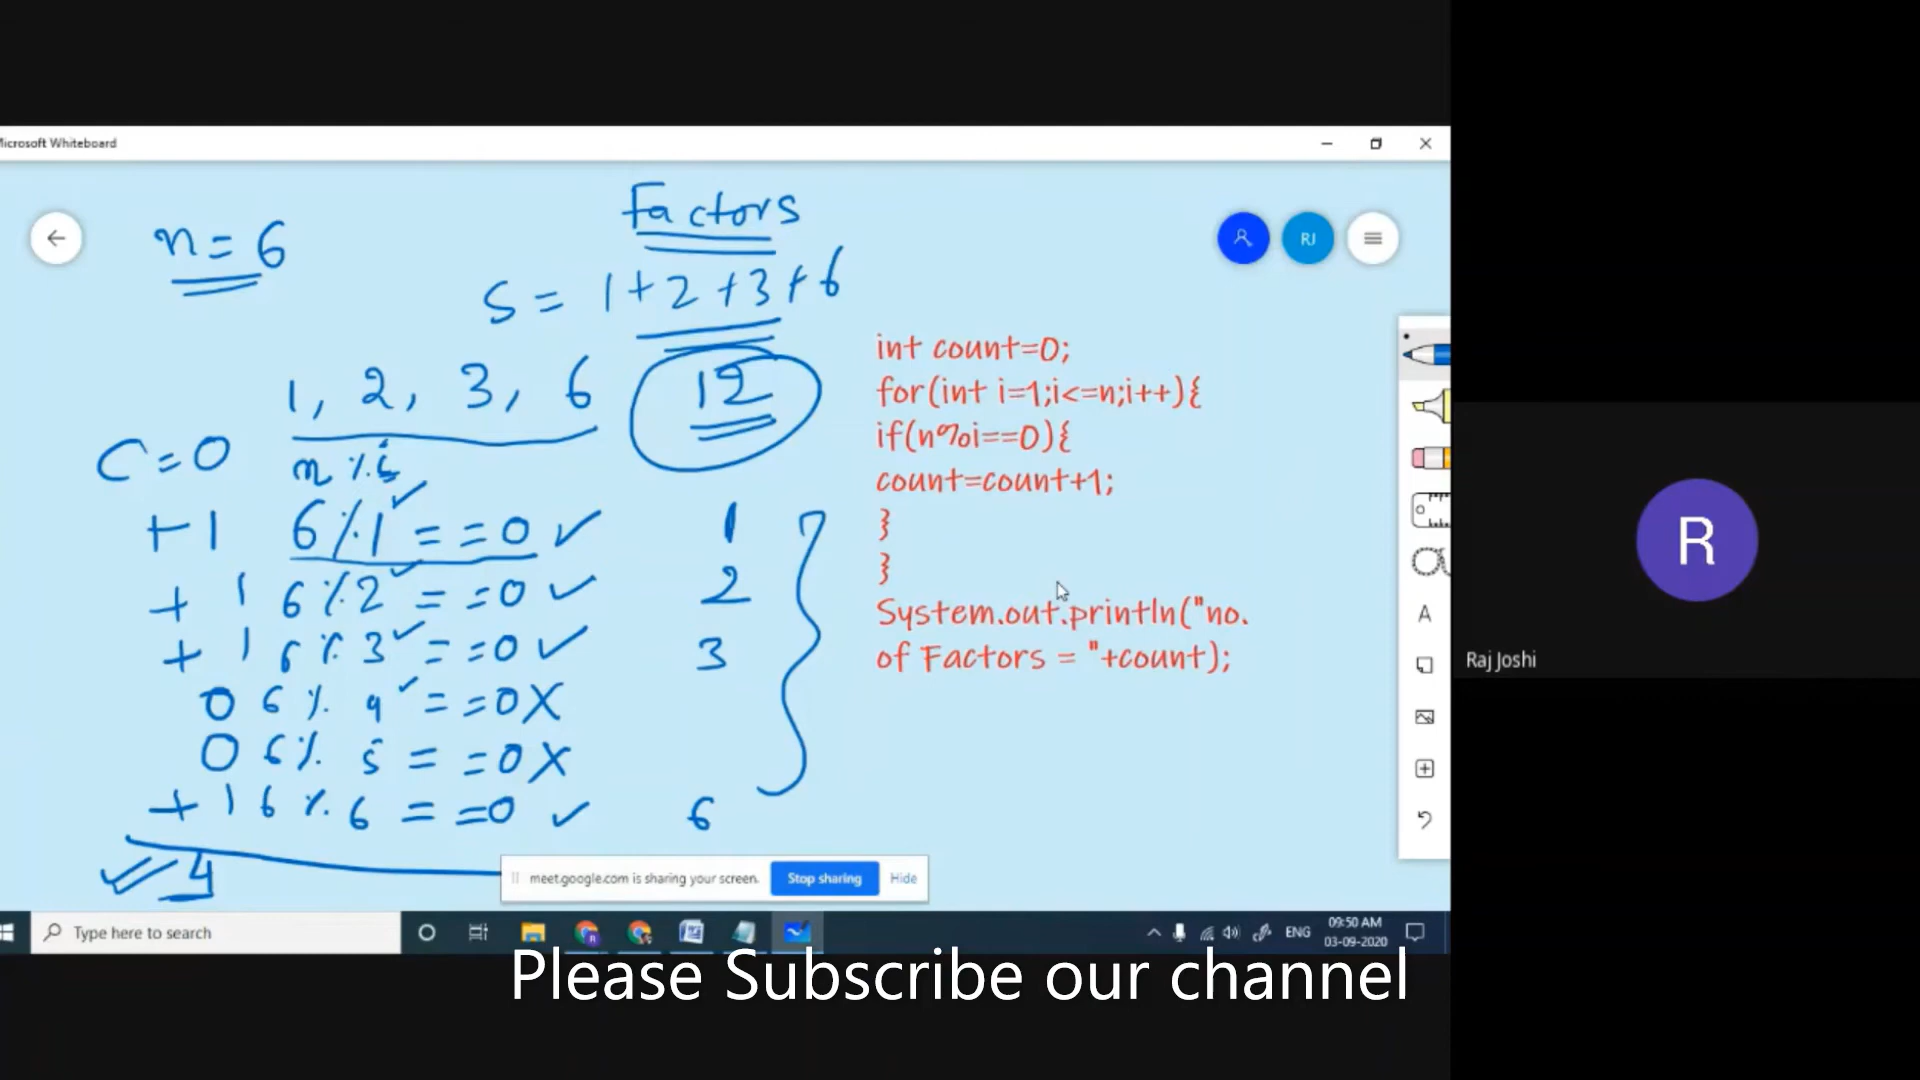 Microsoft Whiteboard
n = 6
Factors
S = 1+2+3+6
RJ
1, 2, 3, 6
12
C=0
n % i
+1 6%1 ==0 ✓ 1
+1 6%2 ==0 ✓ 2
+1 6%3 ==0 ✓ 3
0 6%4 ==0 X
0 6%5 ==0 X
+1 6%6 ==0 ✓ 6
4
int count=0;
for(int i=1;i<=n;i++){
if(n%i==0){
count=count+1;
}
}
System.out.println("no.
of Factors = "+count);
A
R
Raj Joshi
meet.google.com is sharing your screen.
Stop sharing
Hide
Type here to search
ENG
09:50 AM
03-09-2020
Please Subscribe our channel